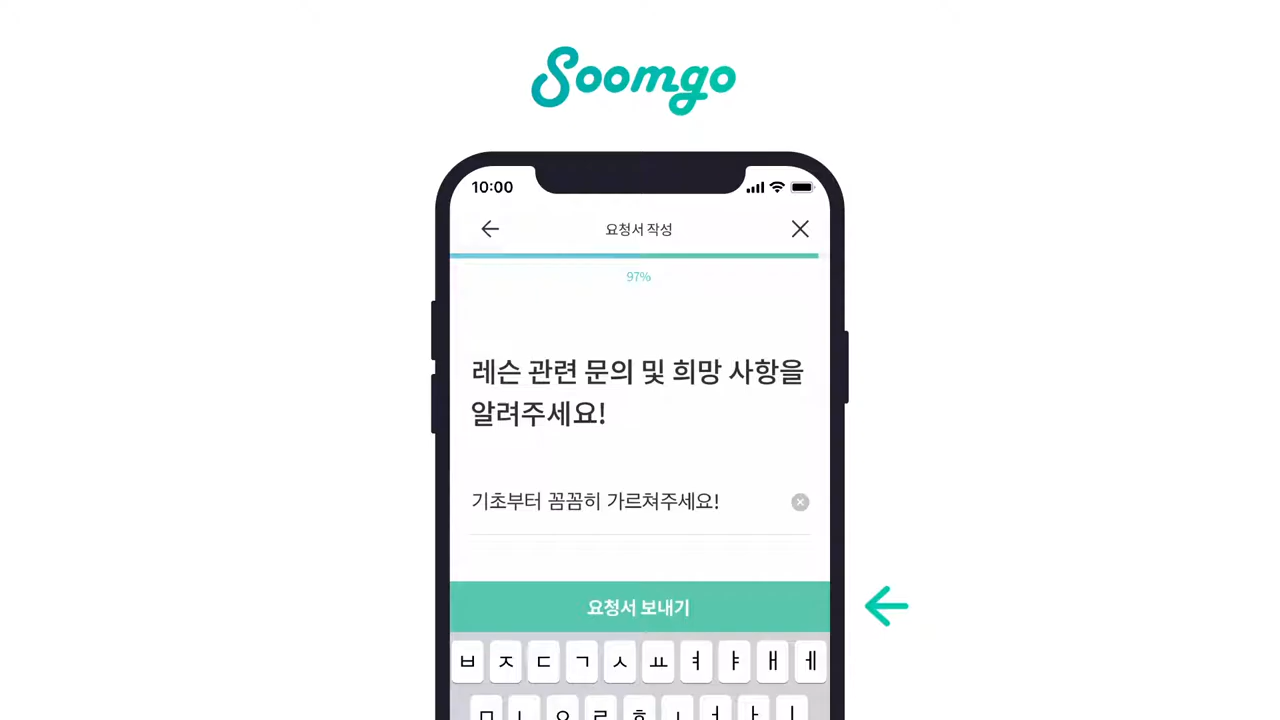 Soomgo
10:00
요청서 작성
97%
레슨 관련 문의 및 희망 사항을
알려주세요!
기초부터 꼼꼼히 가르쳐주세요!
요청서 보내기
ㅂ ㅈ ㄷ ㄱ ㅅ ㅛ ㅕ ㅑ ㅐ ㅔ
ㅁ ㄴ ㅇ ㄹ ㅎ ㅗ ㅓ ㅏ ㅣ